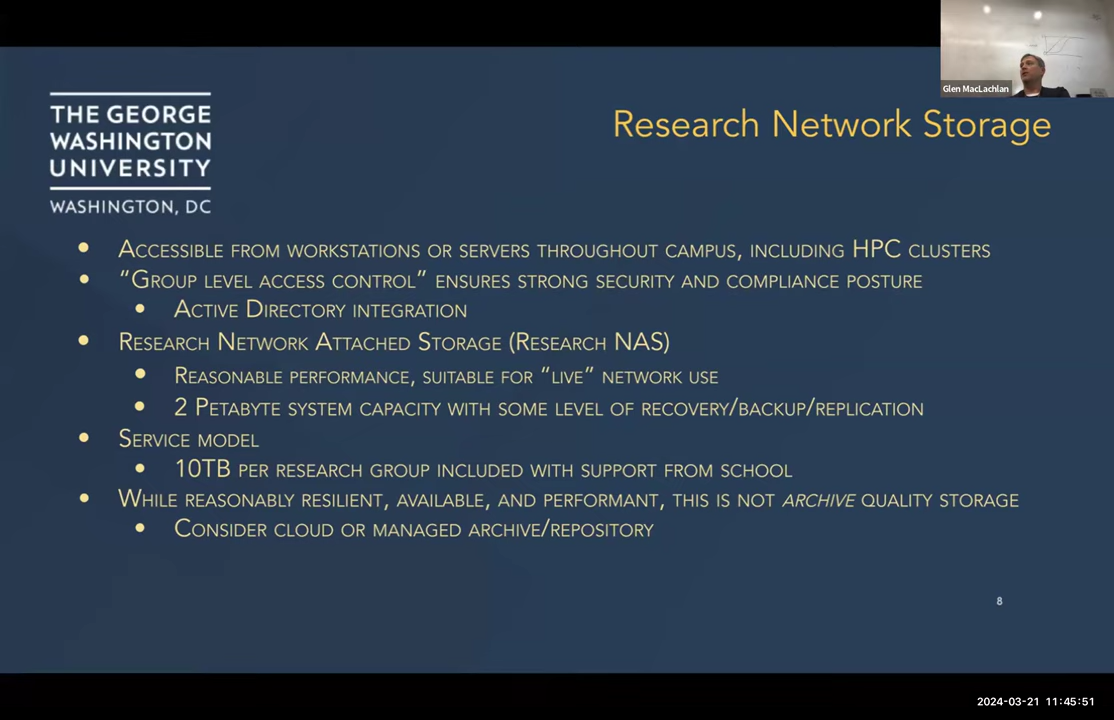 Glen MacLachlan
THE GEORGE
WASHINGTON
UNIVERSITY
WASHINGTON, DC
Research Network Storage
• Accessible from workstations or servers throughout campus, including HPC clusters
• “Group level access control” ensures strong security and compliance posture
• Active Directory integration
• Research Network Attached Storage (Research NAS)
• Reasonable performance, suitable for “live” network use
• 2 Petabyte system capacity with some level of recovery/backup/replication
• Service model
• 10TB per research group included with support from school
• While reasonably resilient, available, and performant, this is not archive quality storage
• Consider cloud or managed archive/repository
8
2024-03-21 11:45:51